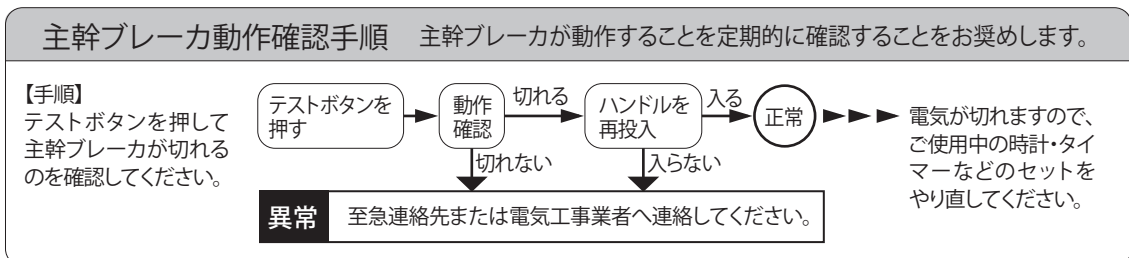 主幹ブレーカ動作確認手順 主幹ブレーカが動作することを定期的に確認することをお奨めします。
【手順】
テストボタンを押して
主幹ブレーカが切れる
のを確認してください。
テストボタンを
押す
動作
確認
切れる
ハンドルを
再投入
入る
正常
電気が切れますので、
ご使用中の時計・タイ
マーなどのセットを
やり直してください。
切れない
入らない
異常 至急連絡先または電気工事業者へ連絡してください。